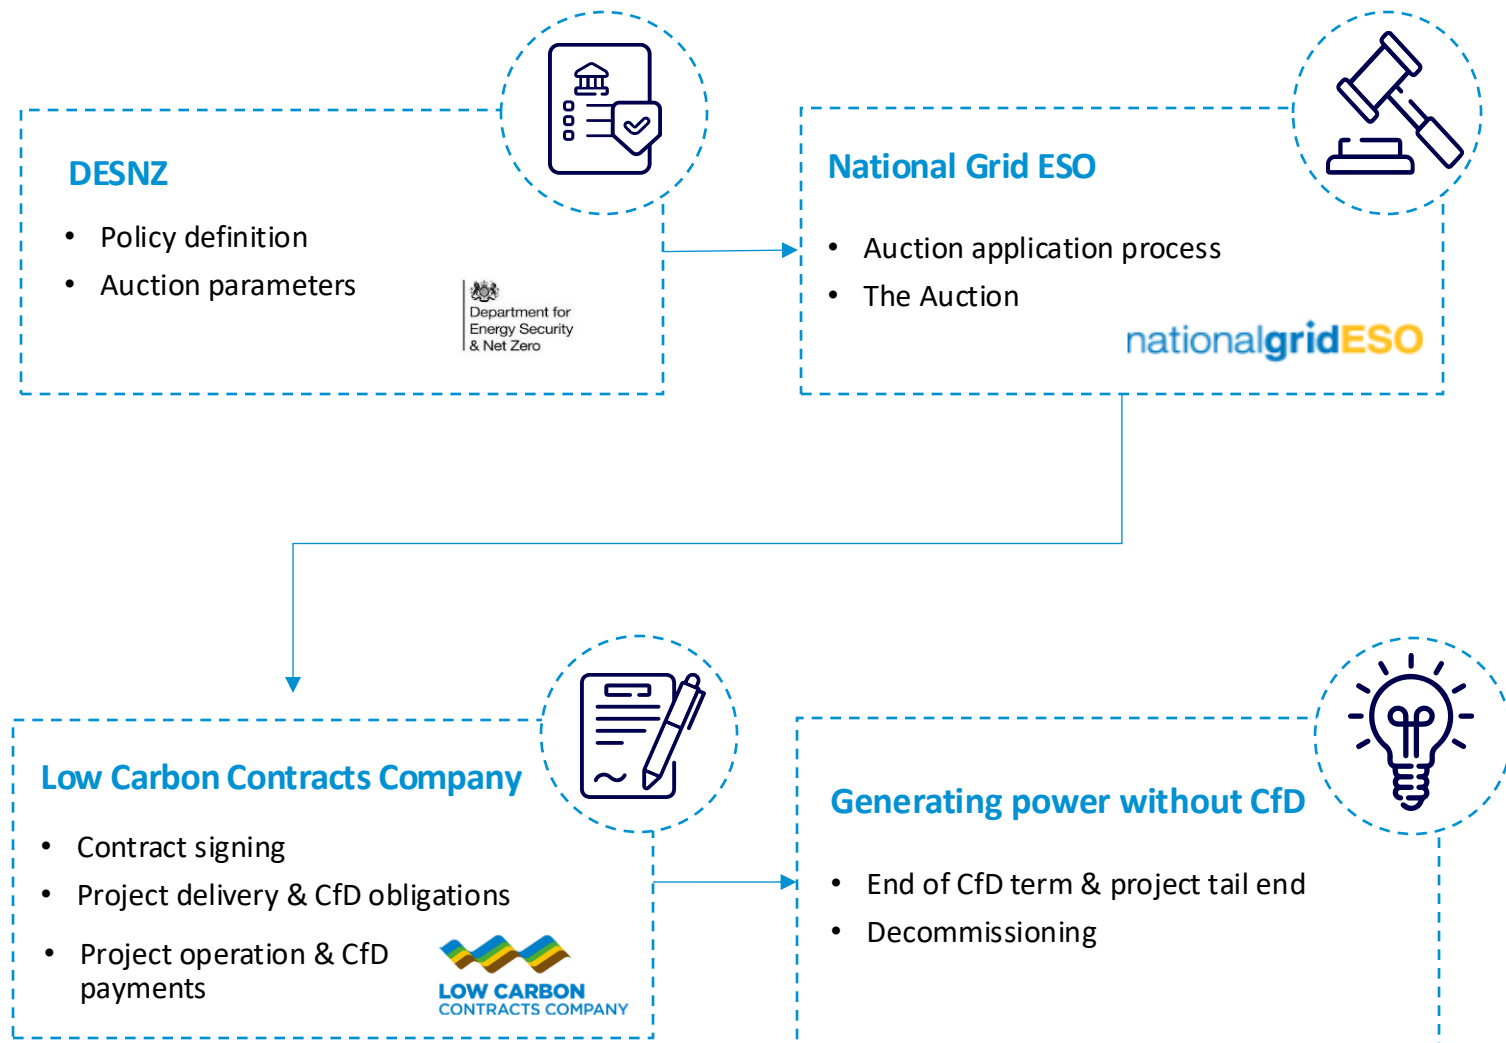 DESNZ
• Policy definition
• Auction parameters
Department for
Energy Security
& Net Zero
National Grid ESO
• Auction application process
• The Auction
nationalgridESO
Low Carbon Contracts Company
• Contract signing
• Project delivery & CfD obligations
• Project operation & CfD
payments
LOW CARBON
CONTRACTS COMPANY
Generating power without CfD
• End of CfD term & project tail end
• Decommissioning